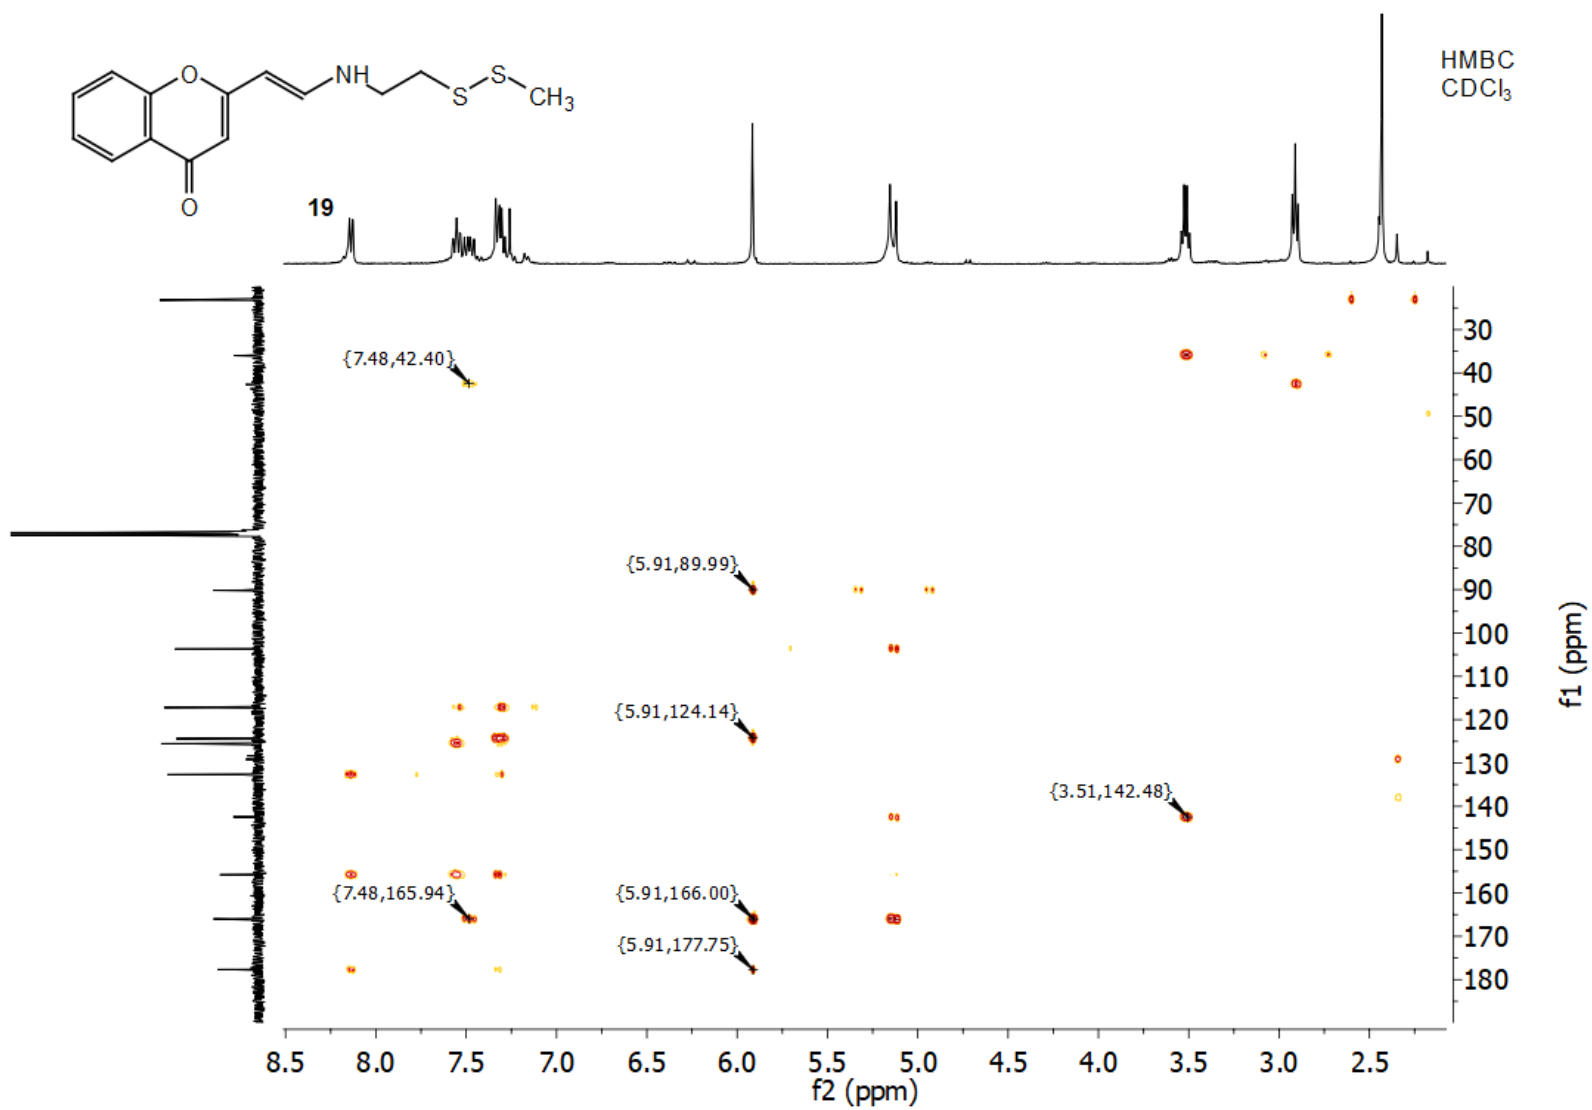 HMBC
CDCl₃
O
NH
S
S
CH₃
O
19
{7.48,42.40}
{5.91,89.99}
{5.91,124.14}
{3.51,142.48}
{7.48,165.94}
{5.91,166.00}
{5.91,177.75}
30
40
50
60
70
80
90
100
110
120
130
140
150
160
170
180
f1 (ppm)
8.5 8.0 7.5 7.0 6.5 6.0 5.5 5.0 4.5 4.0 3.5 3.0 2.5
f2 (ppm)